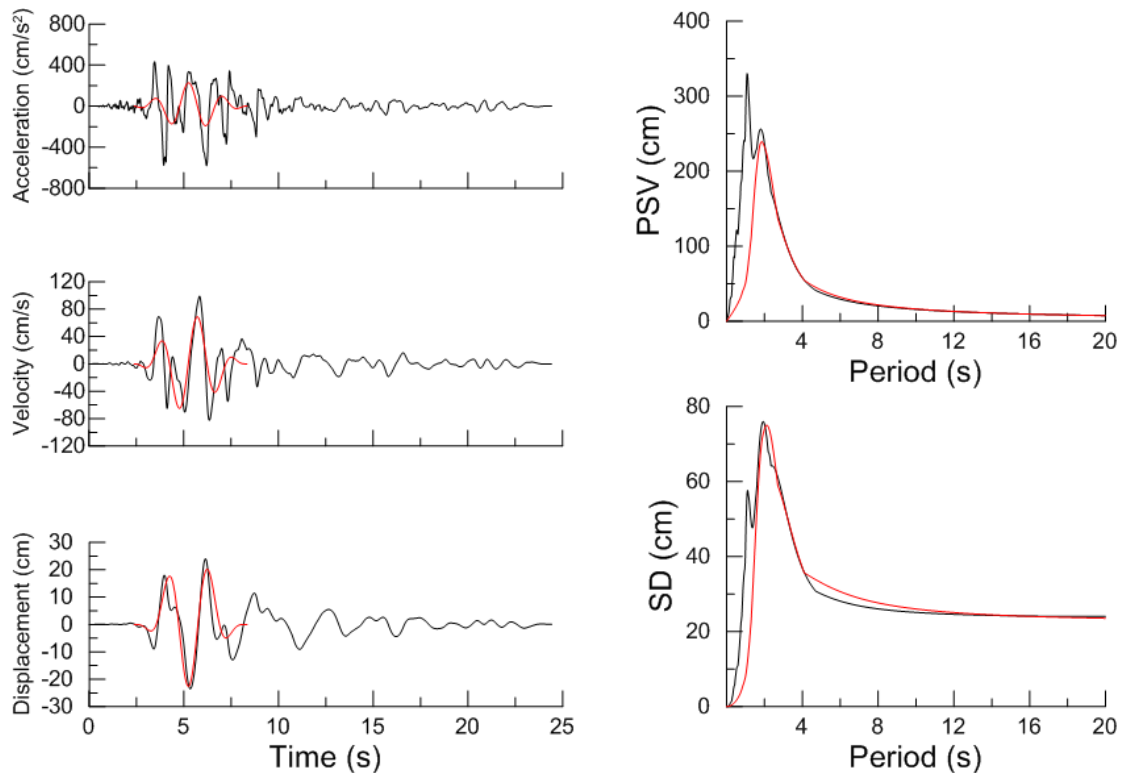 Acceleration (cm/s²)
800
400
0
-400
-800
Velocity (cm/s)
120
80
40
0
-40
-80
-120
Displacement (cm)
30
20
10
0
-10
-20
-30
0 5 10 15 20 25
Time (s)
PSV (cm)
400
300
200
100
0
0 4 8 12 16 20
Period (s)
SD (cm)
80
60
40
20
0
0 4 8 12 16 20
Period (s)